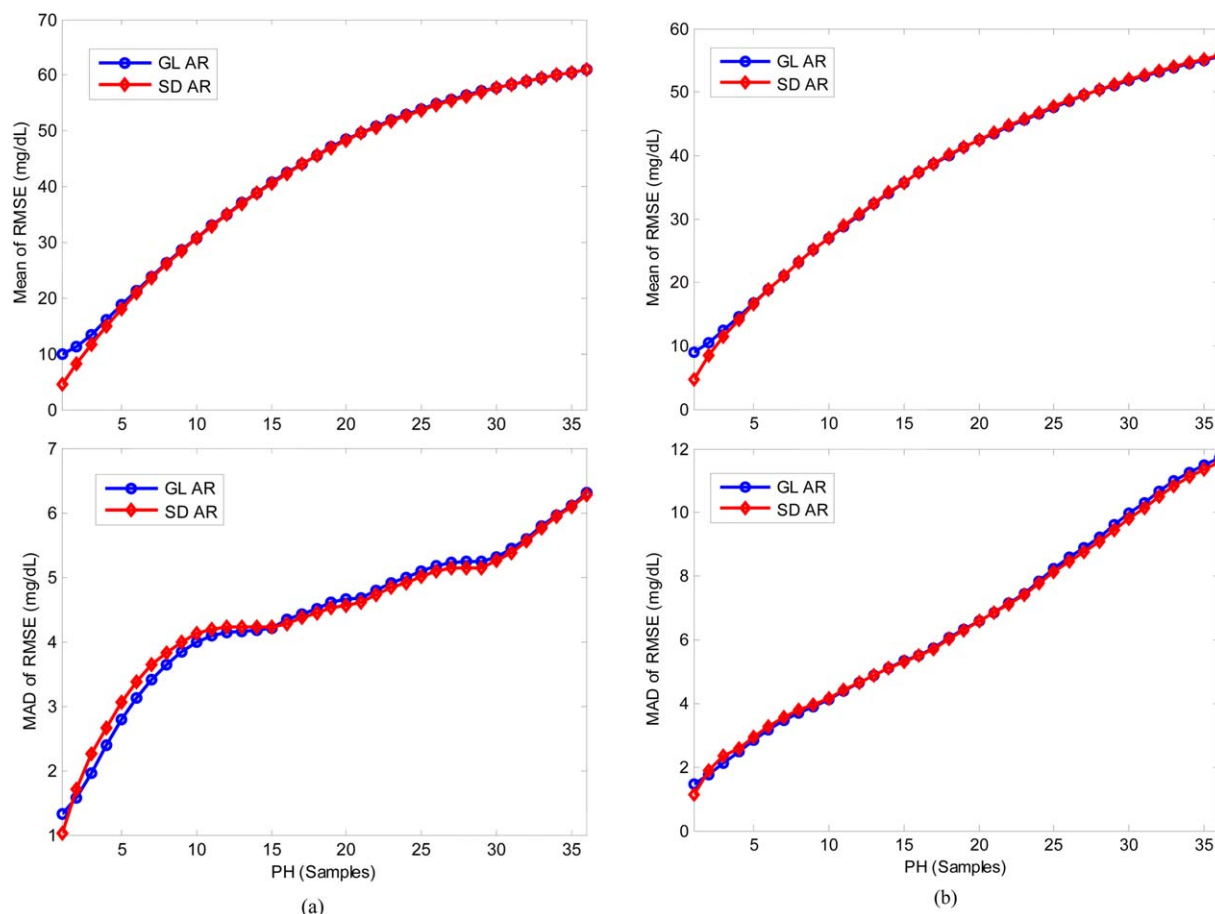 70
60
50
40
30
20
10
0
Mean of RMSE (mg/dL)
GL AR
SD AR
5 10 15 20 25 30 35
7
6
5
4
3
2
1
MAD of RMSE (mg/dL)
GL AR
SD AR
5 10 15 20 25 30 35
PH (Samples)
(a)
60
50
40
30
20
10
0
Mean of RMSE (mg/dL)
GL AR
SD AR
5 10 15 20 25 30 35
12
10
8
6
4
2
0
MAD of RMSE (mg/dL)
GL AR
SD AR
5 10 15 20 25 30 35
PH (Samples)
(b)